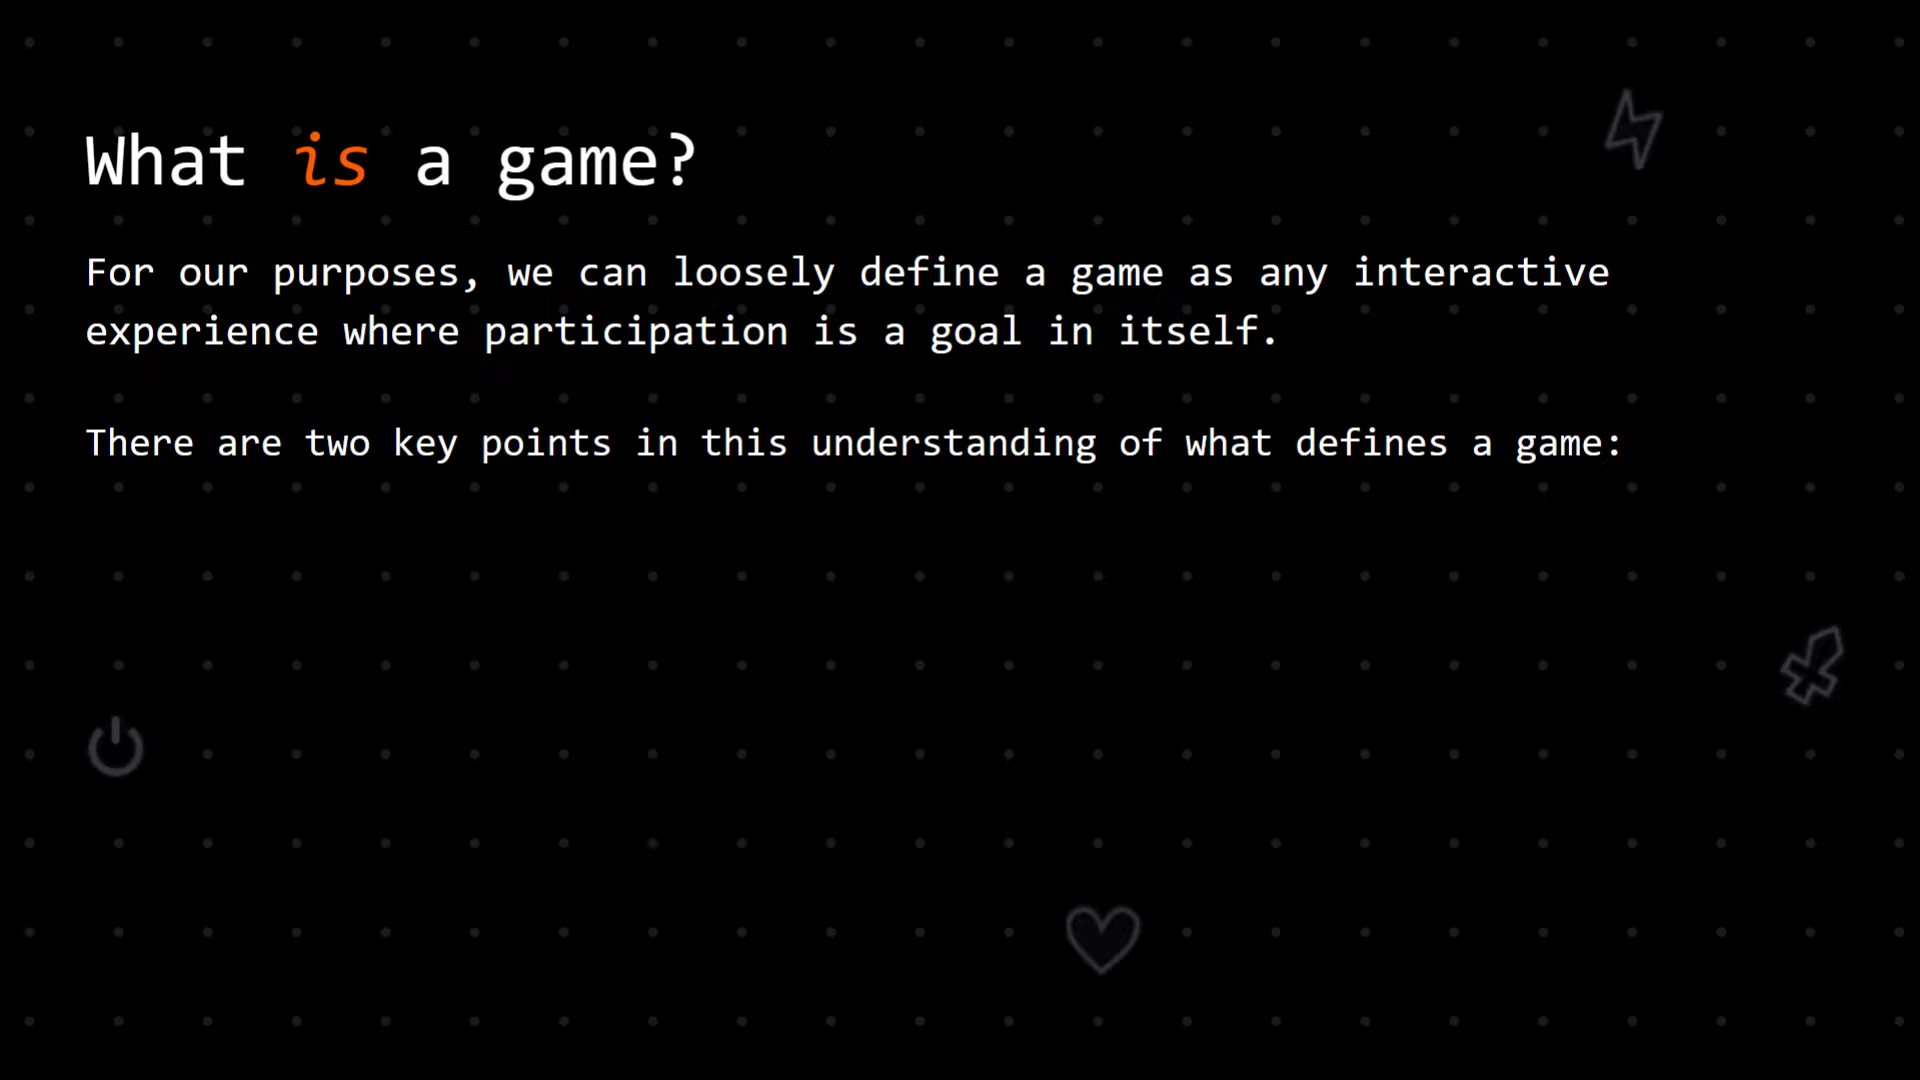 What is a game?
For our purposes, we can loosely define a game as any interactive
experience where participation is a goal in itself.
There are two key points in this understanding of what defines a game: